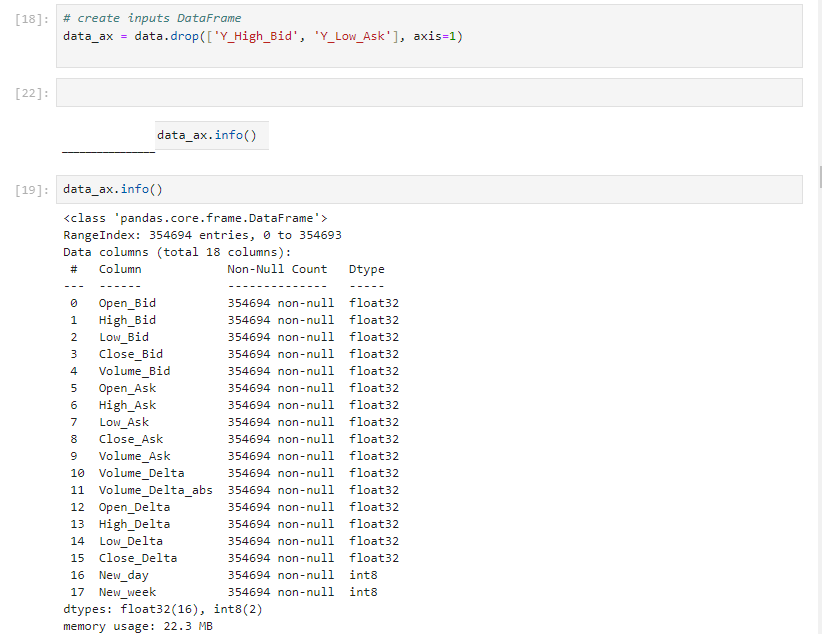 [18]: # create inputs DataFrame
data_ax = data.drop(['Y_High_Bid', 'Y_Low_Ask'], axis=1)
[22]:
data_ax.info()
[19]: data_ax.info()
<class 'pandas.core.frame.DataFrame'>
RangeIndex: 354694 entries, 0 to 354693
Data columns (total 18 columns):
 #   Column            Non-Null Count   Dtype
---  ------            --------------   -----
 0   Open_Bid          354694 non-null  float32
 1   High_Bid          354694 non-null  float32
 2   Low_Bid           354694 non-null  float32
 3   Close_Bid         354694 non-null  float32
 4   Volume_Bid        354694 non-null  float32
 5   Open_Ask          354694 non-null  float32
 6   High_Ask          354694 non-null  float32
 7   Low_Ask           354694 non-null  float32
 8   Close_Ask         354694 non-null  float32
 9   Volume_Ask        354694 non-null  float32
 10  Volume_Delta      354694 non-null  float32
 11  Volume_Delta_abs  354694 non-null  float32
 12  Open_Delta        354694 non-null  float32
 13  High_Delta        354694 non-null  float32
 14  Low_Delta         354694 non-null  float32
 15  Close_Delta       354694 non-null  float32
 16  New_day           354694 non-null  int8
 17  New_week          354694 non-null  int8
dtypes: float32(16), int8(2)
memory usage: 22.3 MB